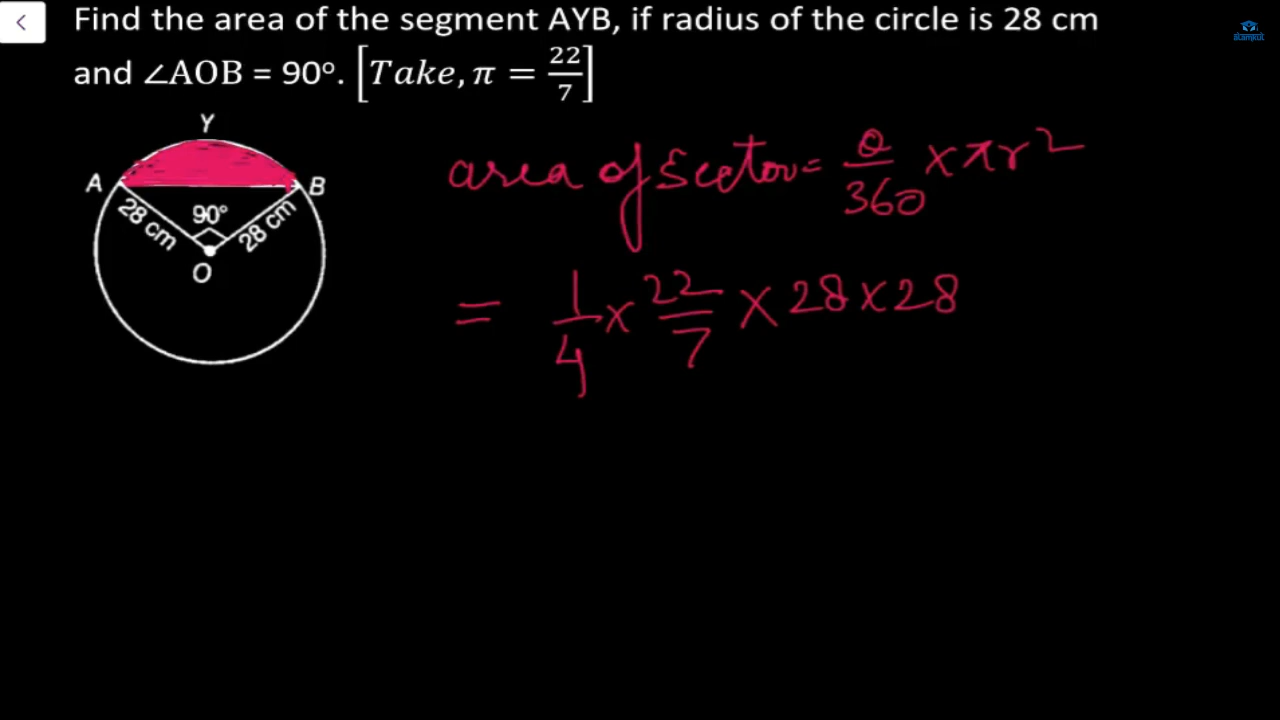 Find the area of the segment AYB, if radius of the circle is 28 cm
and ∠AOB = 90°. [Take, π = 22/7]
Y
A
B
28 cm
90°
28 cm
O
area of Sector = θ/360 × πr²
= 1/4 × 22/7 × 28 × 28